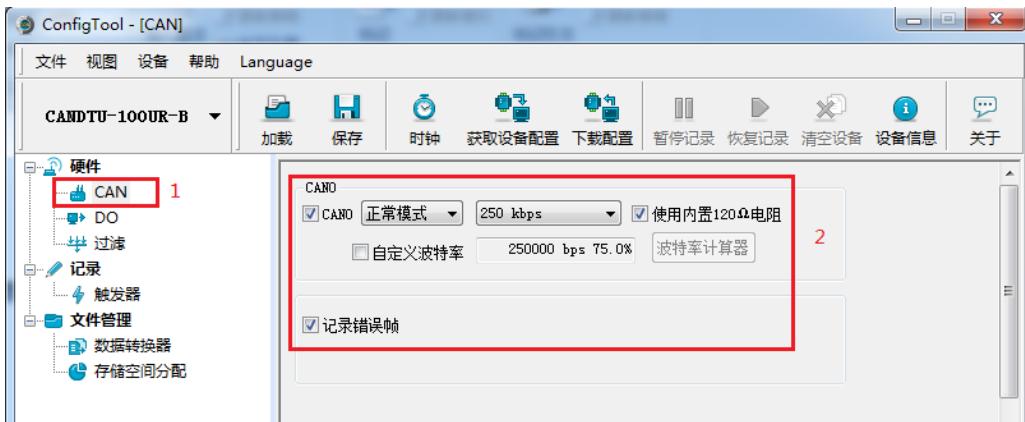 ConfigTool - [CAN]
文件 视图 设备 帮助 Language
CANDTU-100UR-B
加载 保存 时钟 获取设备配置 下载配置 暂停记录 恢复记录 清空设备 设备信息 关于
硬件
CAN 1
DO
过滤
记录
触发器
文件管理
数据转换器
存储空间分配
CAN0
CAN0 正常模式 250 kbps 使用内置120Ω电阻
自定义波特率 250000 bps 75.0% 波特率计算器
2
记录错误帧